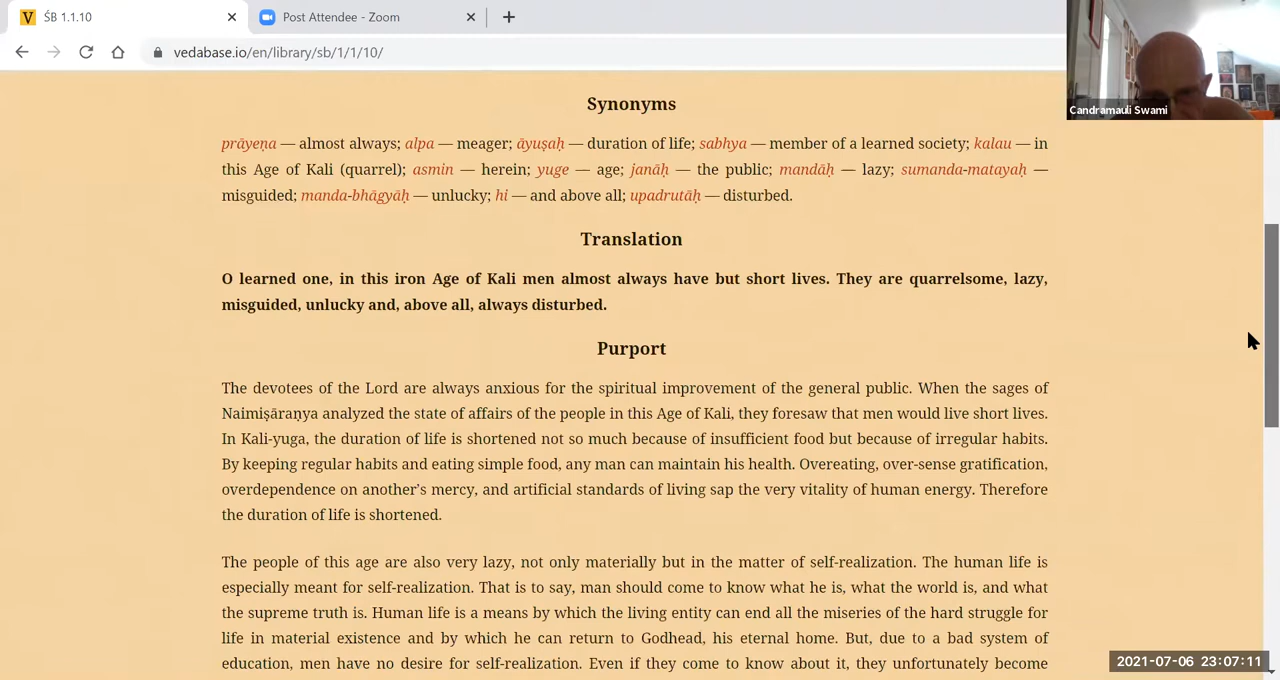 ŚB 1.1.10
Post Attendee - Zoom
vedabase.io/en/library/sb/1/1/10/
Candramauli Swami
Synonyms
prāyeṇa — almost always; alpa — meager; āyuṣaḥ — duration of life; sabhya — member of a learned society; kalau — in
this Age of Kali (quarrel); asmin — herein; yuge — age; janāḥ — the public; mandāḥ — lazy; sumanda-matayaḥ —
misguided; manda-bhāgyāḥ — unlucky; hi — and above all; upadrutāḥ — disturbed.
Translation
O learned one, in this iron Age of Kali men almost always have but short lives. They are quarrelsome, lazy,
misguided, unlucky and, above all, always disturbed.
Purport
The devotees of the Lord are always anxious for the spiritual improvement of the general public. When the sages of
Naimiṣāraṇya analyzed the state of affairs of the people in this Age of Kali, they foresaw that men would live short lives.
In Kali-yuga, the duration of life is shortened not so much because of insufficient food but because of irregular habits.
By keeping regular habits and eating simple food, any man can maintain his health. Overeating, over-sense gratification,
overdependence on another’s mercy, and artificial standards of living sap the very vitality of human energy. Therefore
the duration of life is shortened.
The people of this age are also very lazy, not only materially but in the matter of self-realization. The human life is
especially meant for self-realization. That is to say, man should come to know what he is, what the world is, and what
the supreme truth is. Human life is a means by which the living entity can end all the miseries of the hard struggle for
life in material existence and by which he can return to Godhead, his eternal home. But, due to a bad system of
education, men have no desire for self-realization. Even if they come to know about it, they unfortunately become
2021-07-06 23:07:11